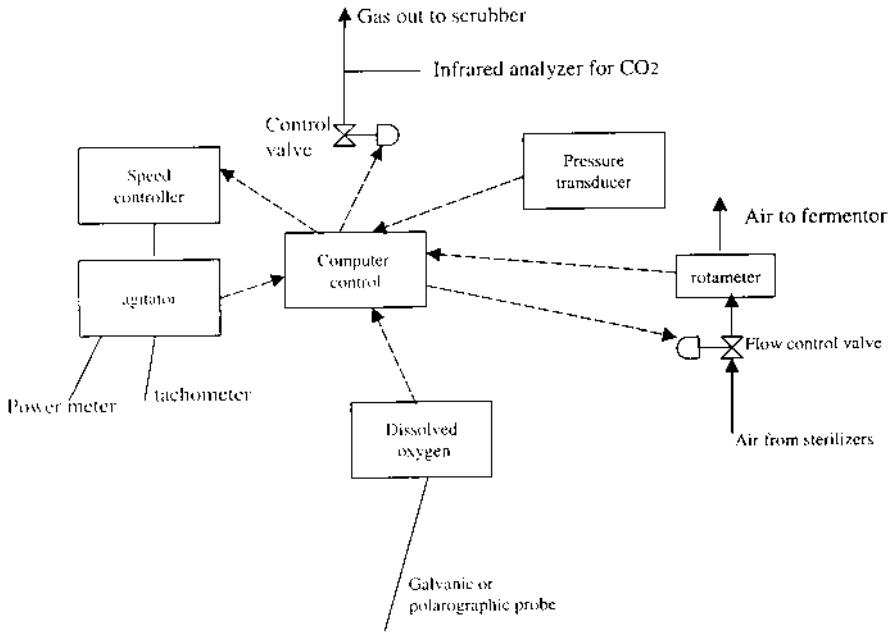 Gas out to scrubber
Infrared analyzer for CO2
Control
valve
Speed
controller
Pressure
transducer
Air to fermentor
Computer
control
rotameter
agitator
Flow control valve
Power meter
tachometer
Dissolved
oxygen
Air from sterilizers
Galvanic or
polarographic probe